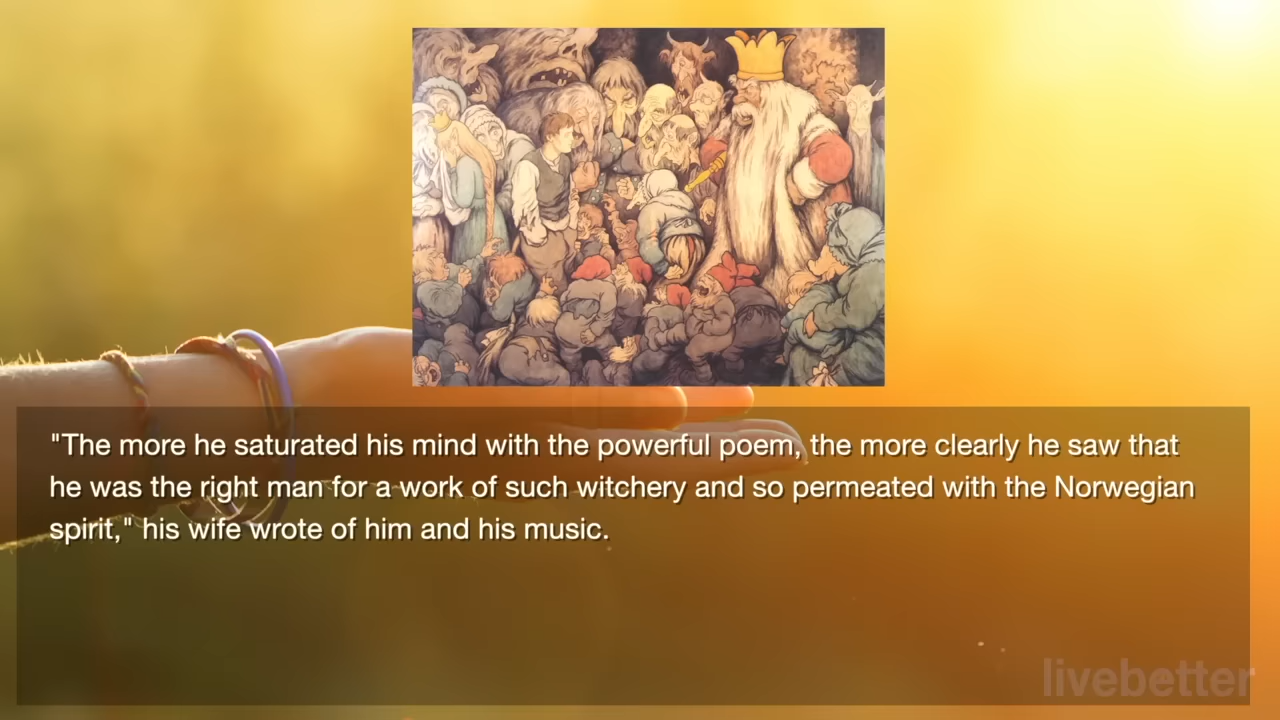 "The more he saturated his mind with the powerful poem, the more clearly he saw that
he was the right man for a work of such witchery and so permeated with the Norwegian
spirit," his wife wrote of him and his music.
livebetter